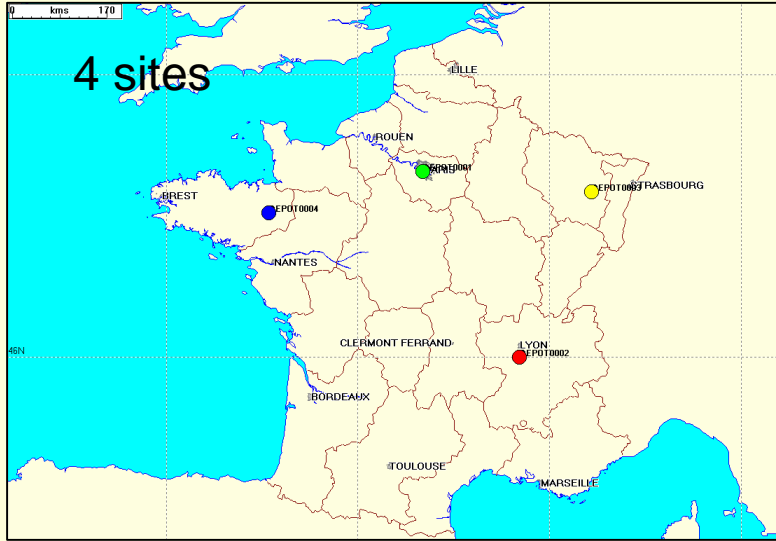 0 kms 170
4 sites
LILLE
ROUEN
EPOT0001
EPOT0003
TRASBOURG
BREST
EPOT0004
NANTES
CLERMONT FERRAND
LYON
EPOT0002
46N
BORDEAUX
TOULOUSE
MARSEILLE